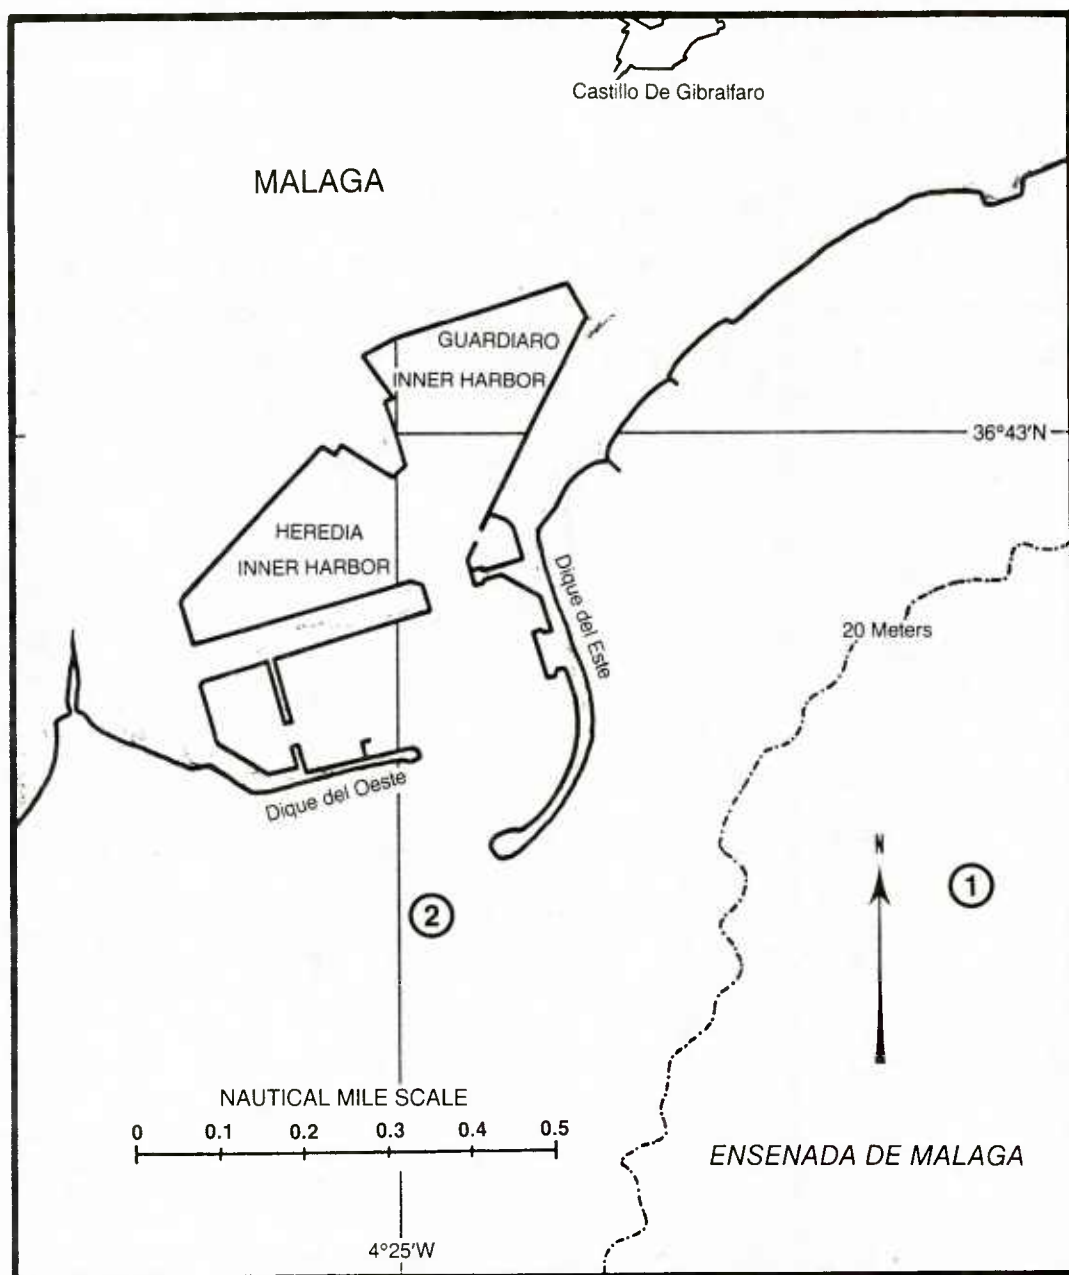 Castillo De Gibralfaro
MALAGA
GUARDIARO
INNER HARBOR
36°43'N
HEREDIA
INNER HARBOR
Dique del Este
20 Meters
Dique del Oeste
N
1
2
NAUTICAL MILE SCALE
0 0.1 0.2 0.3 0.4 0.5
ENSENADA DE MALAGA
4°25'W